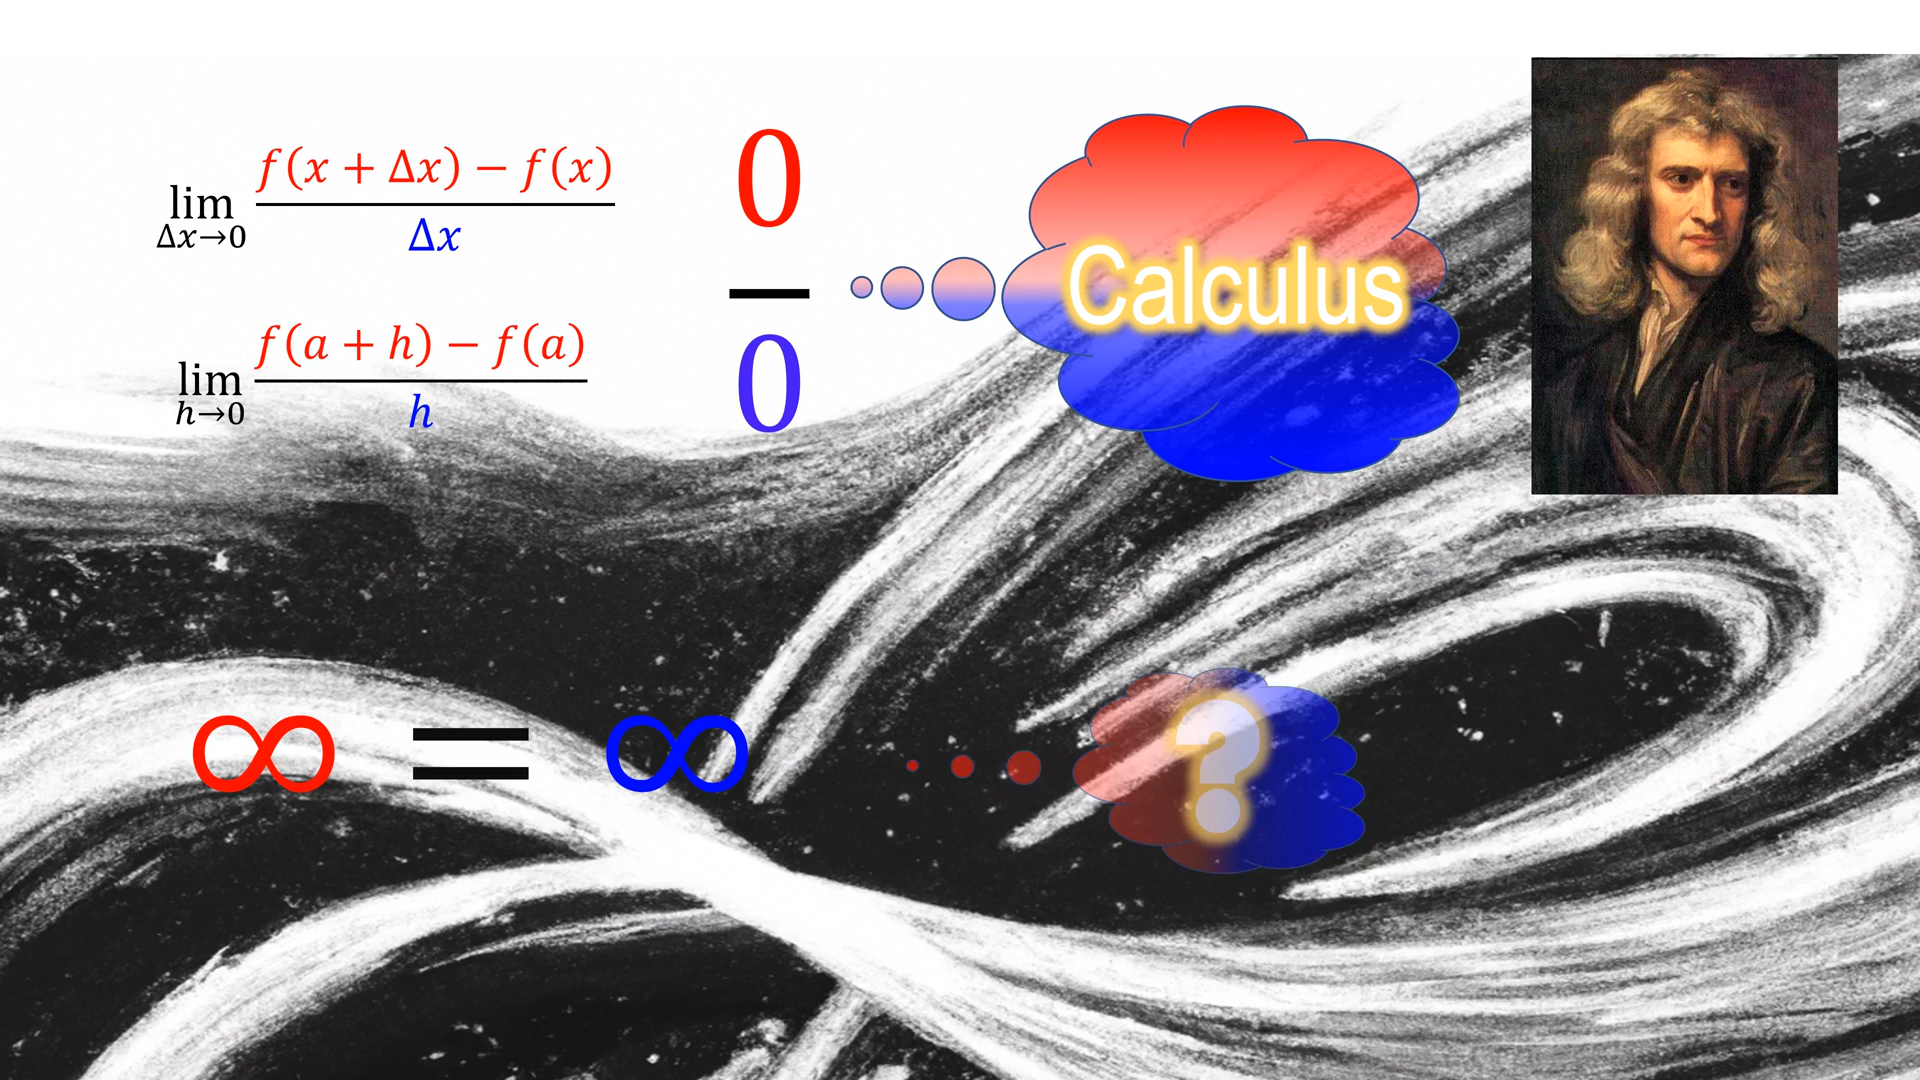 lim Δx→0 f(x + Δx) − f(x) / Δx
lim h→0 f(a + h) − f(a) / h
0
0
Calculus
∞ = ∞
?